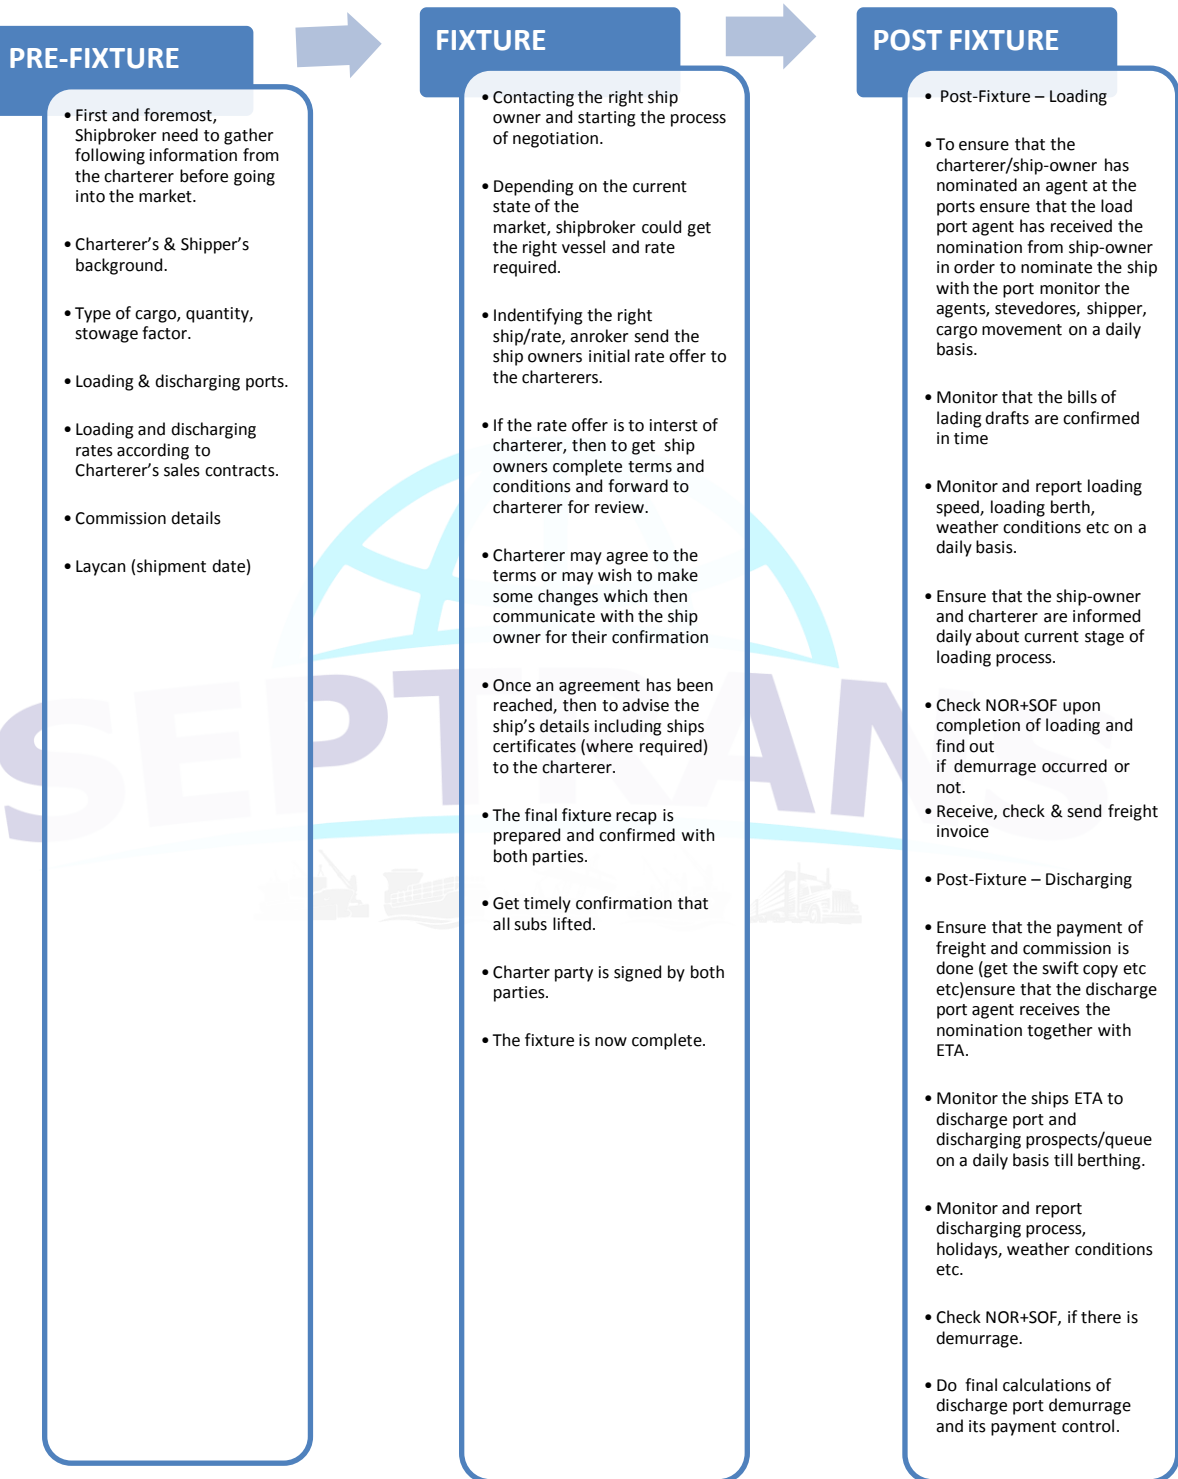 PRE-FIXTURE
• First and foremost,
Shipbroker need to gather
following information from
the charterer before going
into the market.
• Charterer's & Shipper's
background.
• Type of cargo, quantity,
stowage factor.
• Loading & discharging ports.
• Loading and discharging
rates according to
Charterer's sales contracts.
• Commission details
• Laycan (shipment date)
FIXTURE
• Contacting the right ship
owner and starting the process
of negotiation.
• Depending on the current
state of the
market, shipbroker could get
the right vessel and rate
required.
• Indentifying the right
ship/rate, anroker send the
ship owners initial rate offer to
the charterers.
• If the rate offer is to interst of
charterer, then to get ship
owners complete terms and
conditions and forward to
charterer for review.
• Charterer may agree to the
terms or may wish to make
some changes which then
communicate with the ship
owner for their confirmation
• Once an agreement has been
reached, then to advise the
ship's details including ships
certificates (where required)
to the charterer.
• The final fixture recap is
prepared and confirmed with
both parties.
• Get timely confirmation that
all subs lifted.
• Charter party is signed by both
parties.
• The fixture is now complete.
POST FIXTURE
• Post-Fixture – Loading
• To ensure that the
charterer/ship-owner has
nominated an agent at the
ports ensure that the load
port agent has received the
nomination from ship-owner
in order to nominate the ship
with the port monitor the
agents, stevedores, shipper,
cargo movement on a daily
basis.
• Monitor that the bills of
lading drafts are confirmed
in time
• Monitor and report loading
speed, loading berth,
weather conditions etc on a
daily basis.
• Ensure that the ship-owner
and charterer are informed
daily about current stage of
loading process.
• Check NOR+SOF upon
completion of loading and
find out
if demurrage occurred or
not.
• Receive, check & send freight
invoice
• Post-Fixture – Discharging
• Ensure that the payment of
freight and commission is
done (get the swift copy etc
etc)ensure that the discharge
port agent receives the
nomination together with
ETA.
• Monitor the ships ETA to
discharge port and
discharging prospects/queue
on a daily basis till berthing.
• Monitor and report
discharging process,
holidays, weather conditions
etc.
• Check NOR+SOF, if there is
demurrage.
• Do final calculations of
discharge port demurrage
and its payment control.
SEPTRANS